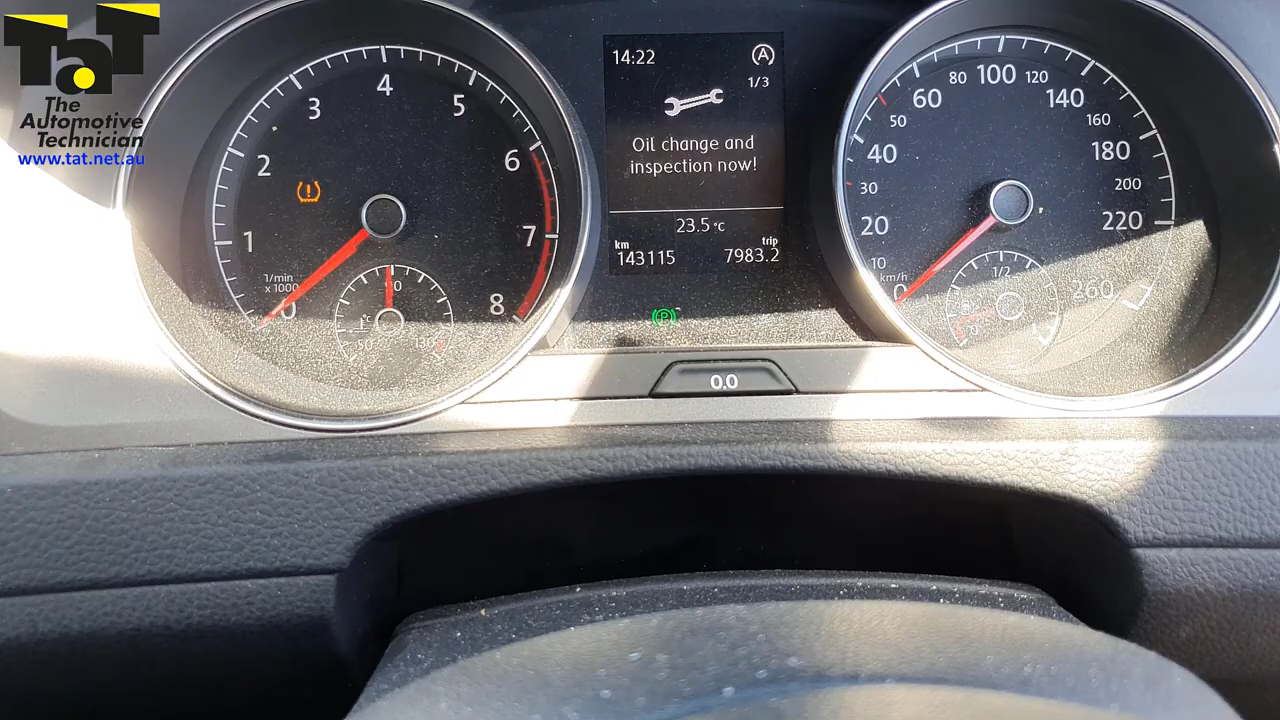 TaT
The
Automotive
Technician
www.tat.net.au
1
2
3
4
5
6
7
8
0
1/min
x 1000
°C
50
90
130
14:22
A
1/3
Oil change and
inspection now!
23.5 °C
km
143115
trip
7983.2
P
0.0
0
10
20
30
40
50
60
80
100
120
140
160
180
200
220
260
km/h
1/2